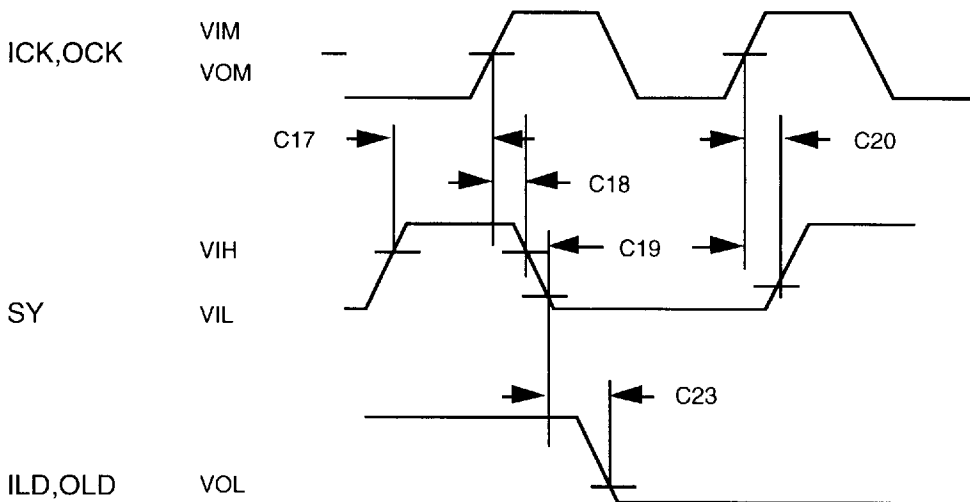 ICK,OCK
VIM
VOM
C17
C20
C18
VIH
C19
SY
VIL
C23
ILD,OLD
VOL